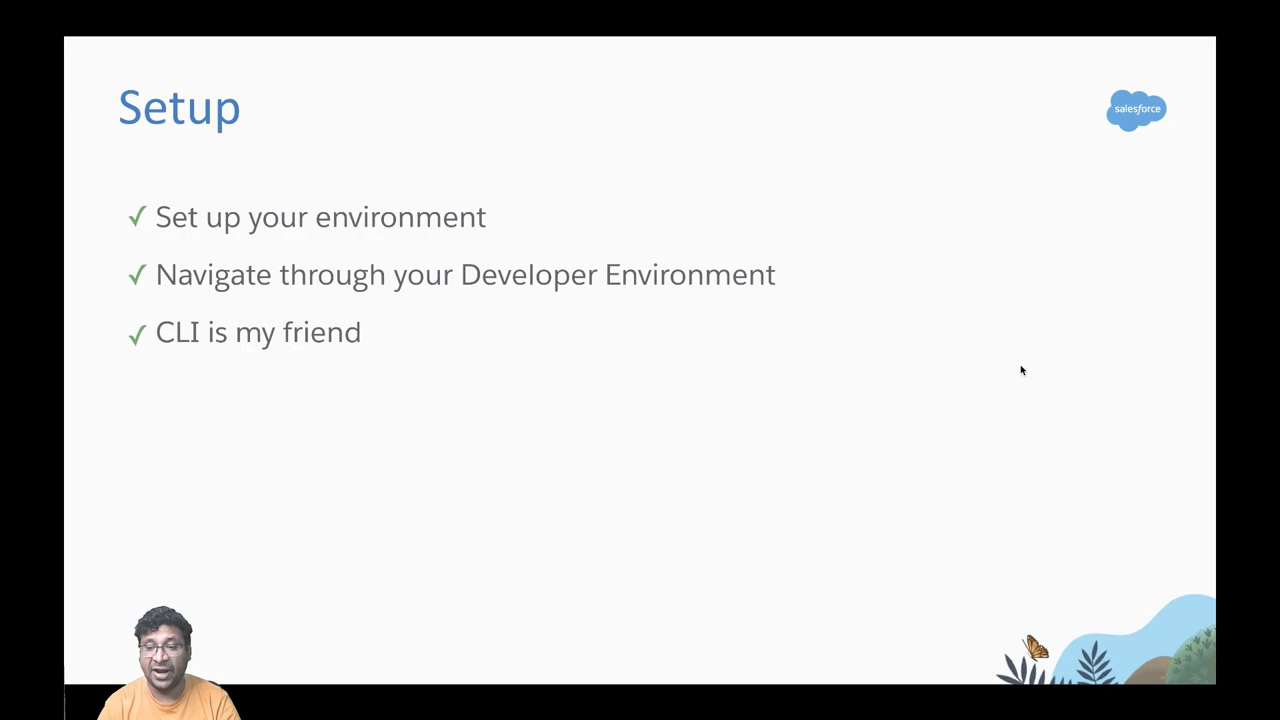 Setup
salesforce
✓ Set up your environment
✓ Navigate through your Developer Environment
✓ CLI is my friend